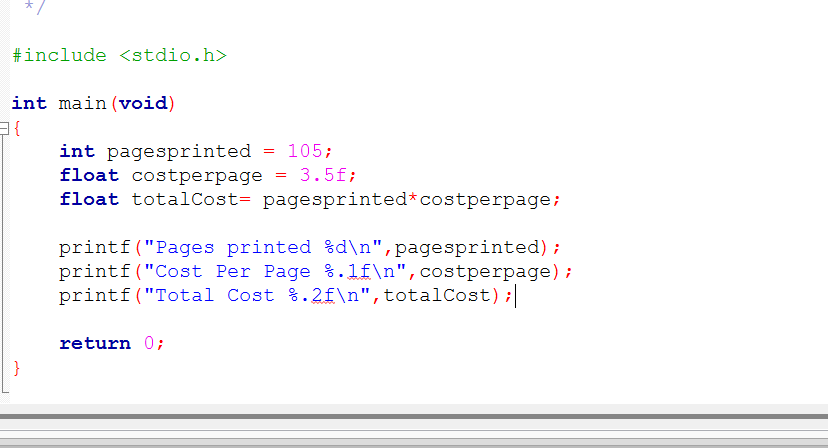 */
#include <stdio.h>
int main(void)
{
int pagesprinted = 105;
float costperpage = 3.5f;
float totalCost= pagesprinted*costperpage;
printf("Pages printed %d\n",pagesprinted);
printf("Cost Per Page %.1f\n",costperpage);
printf("Total Cost %.2f\n",totalCost);
return 0;
}